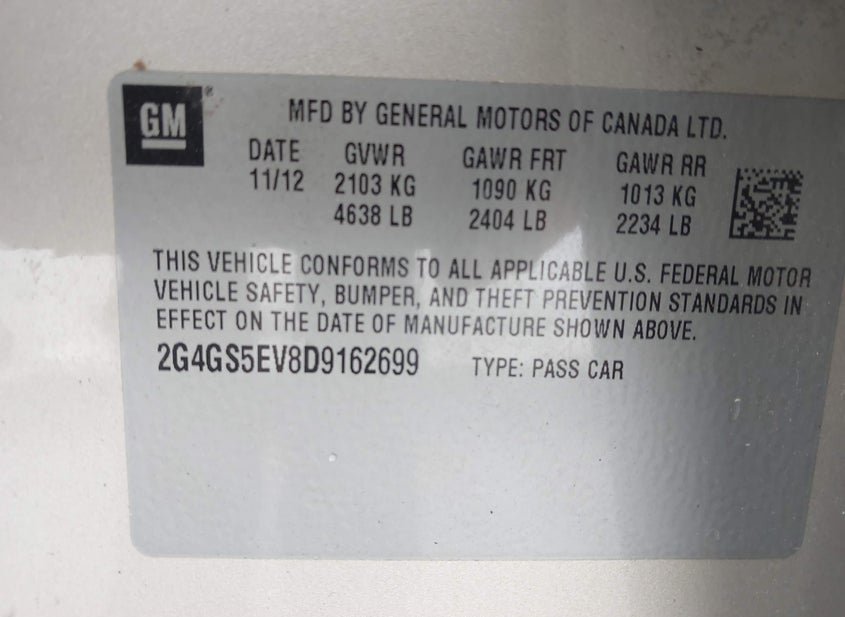 GM®
MFD BY GENERAL MOTORS OF CANADA LTD.
DATE GVWR GAWR FRT GAWR RR
11/12 2103 KG 1090 KG 1013 KG
4638 LB 2404 LB 2234 LB
THIS VEHICLE CONFORMS TO ALL APPLICABLE U.S. FEDERAL MOTOR
VEHICLE SAFETY, BUMPER, AND THEFT PREVENTION STANDARDS IN
EFFECT ON THE DATE OF MANUFACTURE SHOWN ABOVE.
2G4GS5EV8D9162699 TYPE: PASS CAR